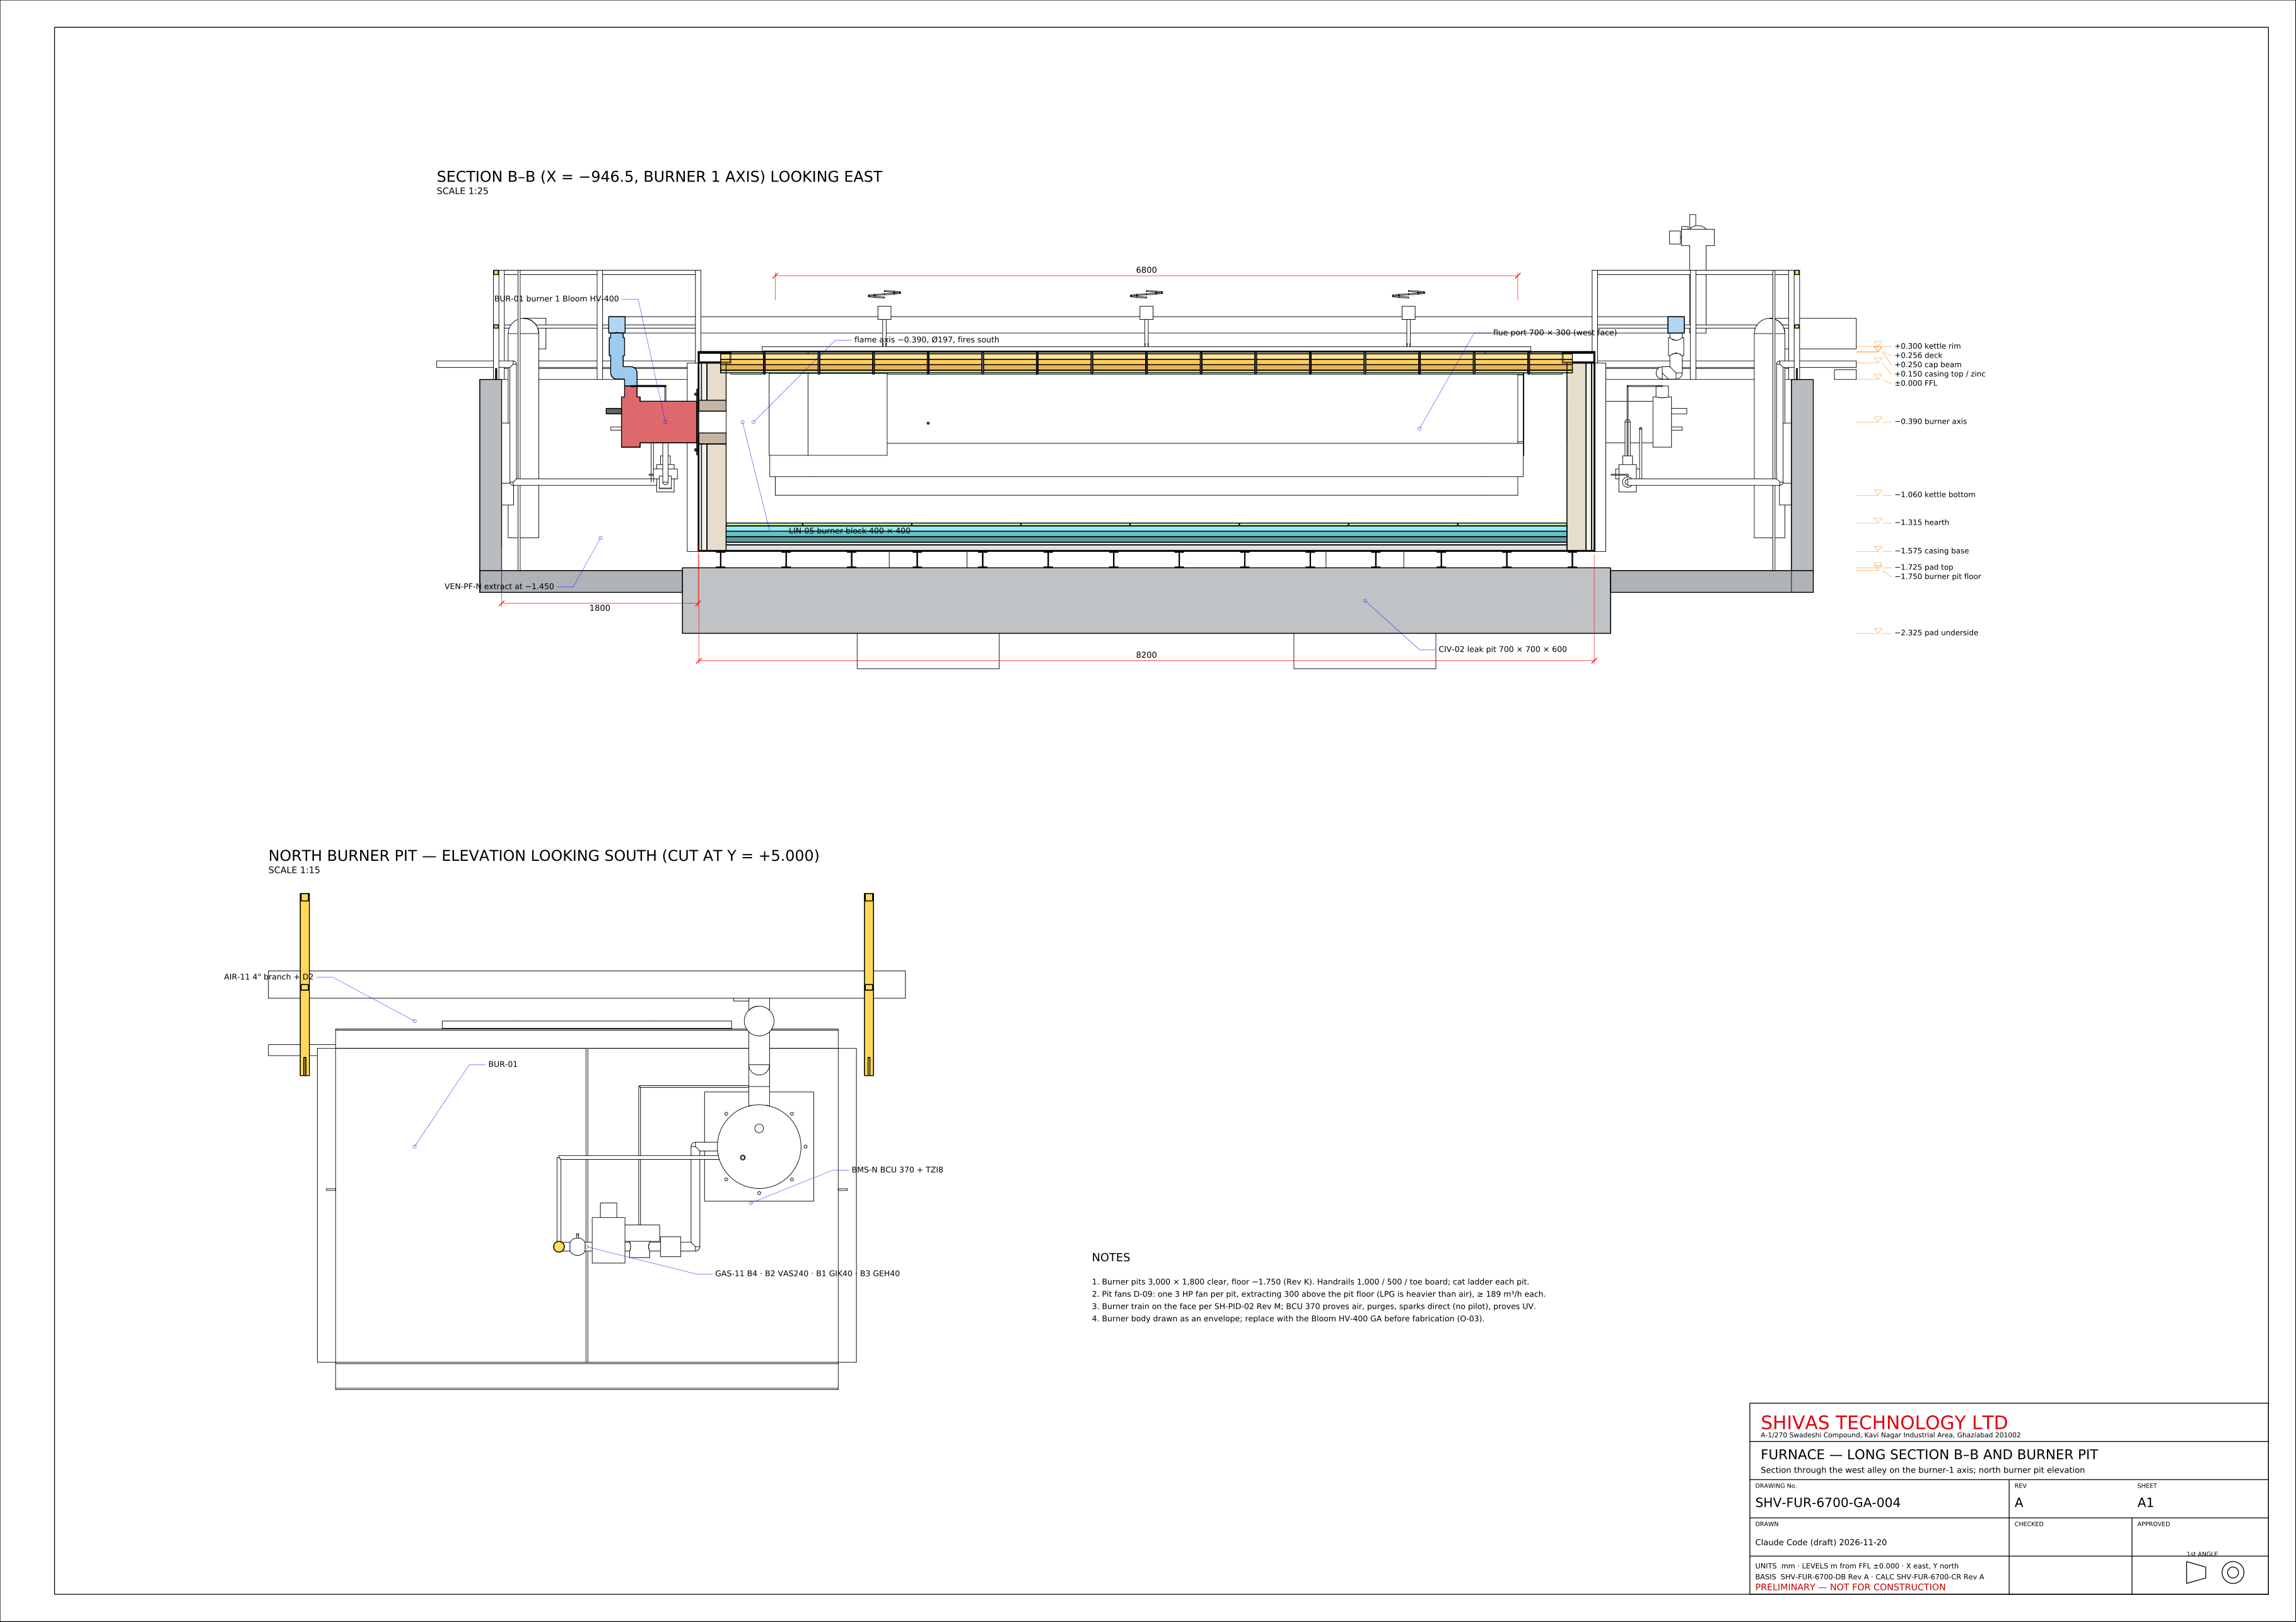 SECTION B–B (X = −946.5, BURNER 1 AXIS) LOOKING EAST
SCALE 1:25
6800
BUR-01 burner 1 Bloom HV-400
flame axis −0.390, Ø197, fires south
flue port 700 × 300 (west face)
+0.300 kettle rim
+0.256 deck
+0.250 cap beam
+0.150 casing top / zinc
±0.000 FFL
−0.390 burner axis
−1.060 kettle bottom
−1.315 hearth
−1.575 casing base
−1.725 pad top
−1.750 burner pit floor
−2.325 pad underside
LIN-05 burner block 400 × 400
VEN-PF-N extract at −1.450
1800
8200
CIV-02 leak pit 700 × 700 × 600
NORTH BURNER PIT — ELEVATION LOOKING SOUTH (CUT AT Y = +5.000)
SCALE 1:15
AIR-11 4" branch + D2
BUR-01
BMS-N BCU 370 + TZI8
GAS-11 B4 · B2 VAS240 · B1 GIK40 · B3 GEH40
NOTES
1. Burner pits 3,000 × 1,800 clear, floor −1.750 (Rev K). Handrails 1,000 / 500 / toe board; cat ladder each pit.
2. Pit fans D-09: one 3 HP fan per pit, extracting 300 above the pit floor (LPG is heavier than air), ≥ 189 m³/h each.
3. Burner train on the face per SH-PID-02 Rev M; BCU 370 proves air, purges, sparks direct (no pilot), proves UV.
4. Burner body drawn as an envelope; replace with the Bloom HV-400 GA before fabrication (O-03).
SHIVAS TECHNOLOGY LTD
A-1/270 Swadeshi Compound, Kavi Nagar Industrial Area, Ghaziabad 201002
FURNACE — LONG SECTION B–B AND BURNER PIT
Section through the west alley on the burner-1 axis; north burner pit elevation
DRAWING No.
SHV-FUR-6700-GA-004
REV
A
SHEET
A1
DRAWN
Claude Code (draft) 2026-11-20
CHECKED
APPROVED
UNITS mm · LEVELS m from FFL ±0.000 · X east, Y north
BASIS SHV-FUR-6700-DB Rev A · CALC SHV-FUR-6700-CR Rev A
PRELIMINARY — NOT FOR CONSTRUCTION
1st ANGLE